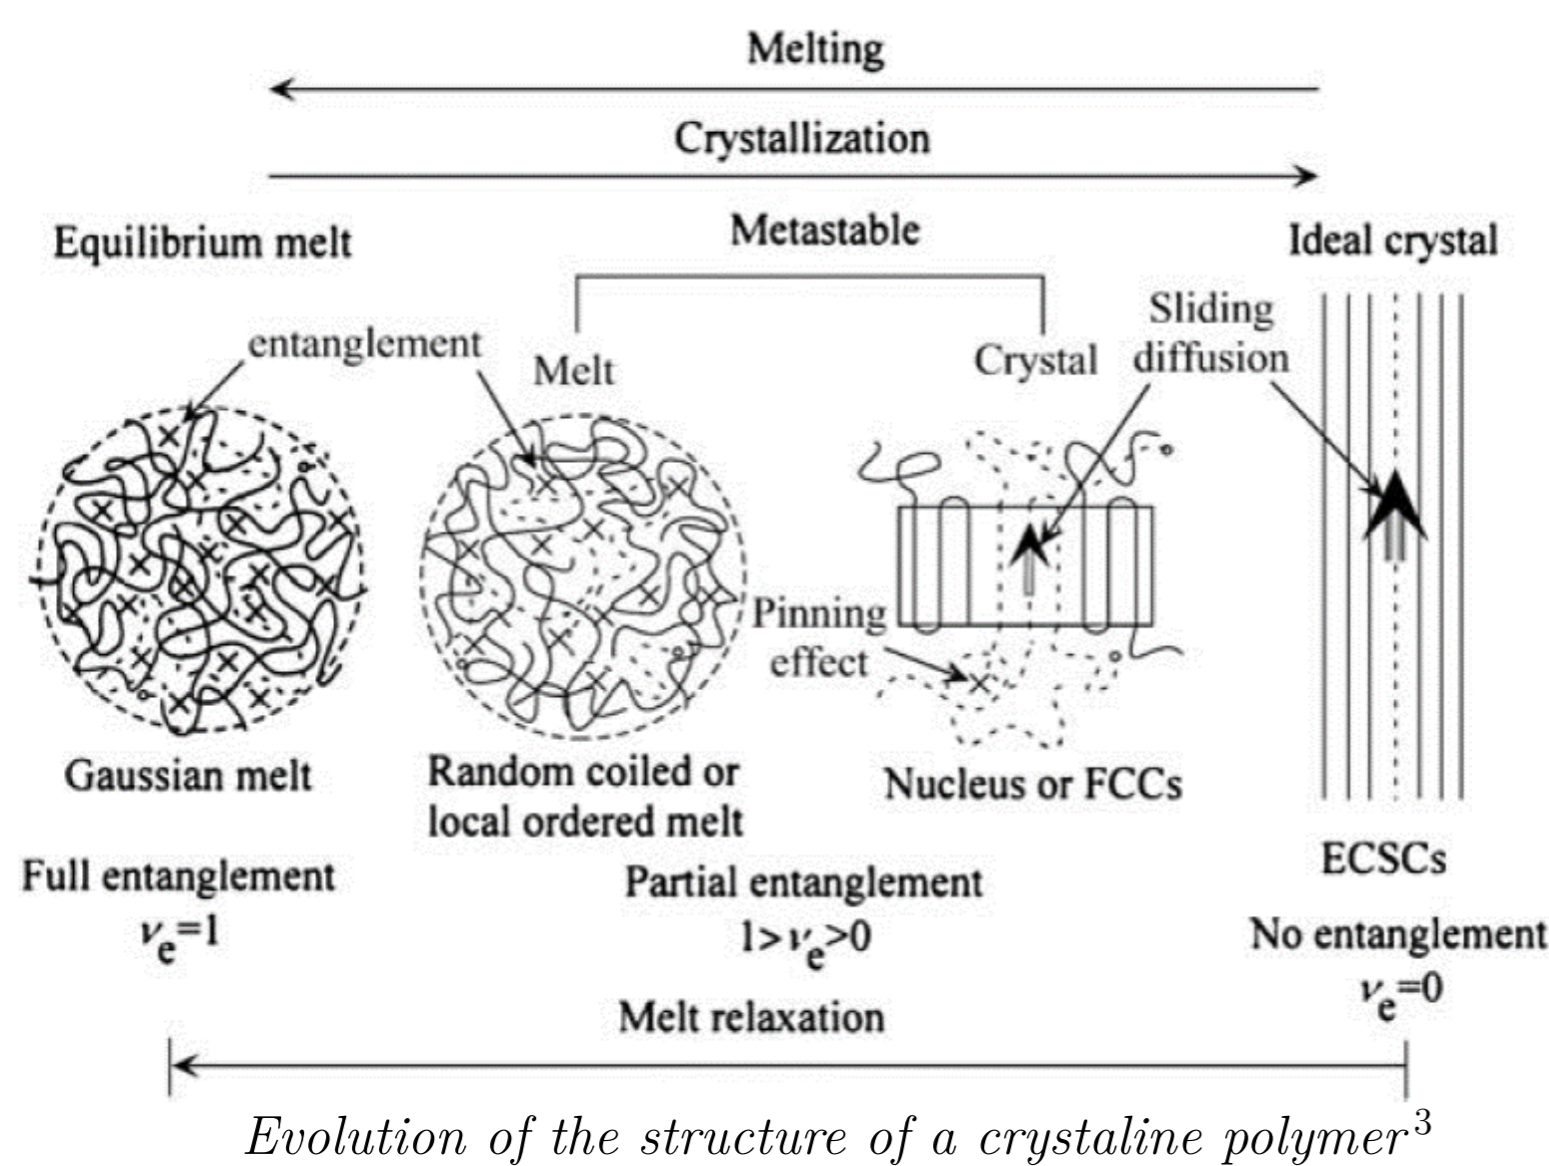 Melting
Crystallization
Metastable
Equilibrium melt
Ideal crystal
entanglement
Melt
Crystal
Sliding
diffusion
Pinning
effect
Gaussian melt
Random coiled or
local ordered melt
Nucleus or FCCs
ECSCs
Full entanglement
νe=1
Partial entanglement
1>νe>0
No entanglement
νe=0
Melt relaxation
Evolution of the structure of a crystaline polymer³